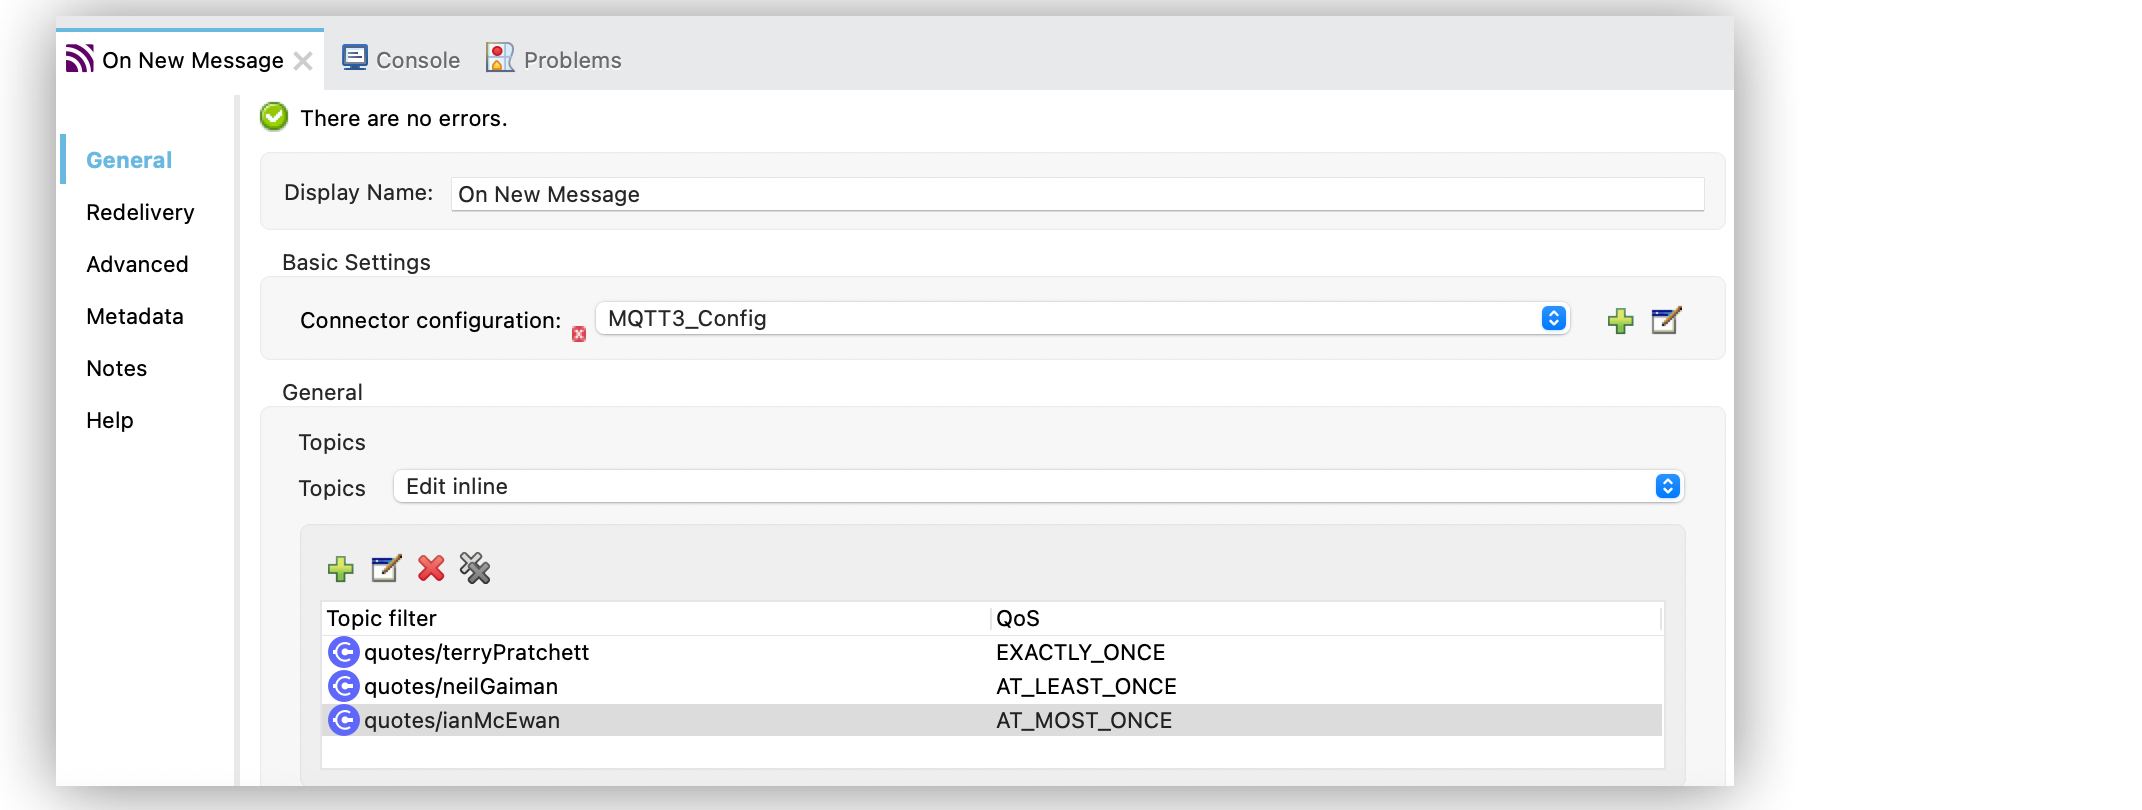 On New Message Console Problems
There are no errors.
General
Display Name: On New Message
Redelivery
Advanced
Metadata
Notes
Help
Basic Settings
Connector configuration: MQTT3_Config
General
Topics
Topics Edit inline
Topic filter QoS
quotes/terryPratchett EXACTLY_ONCE
quotes/neilGaiman AT_LEAST_ONCE
quotes/ianMcEwan AT_MOST_ONCE